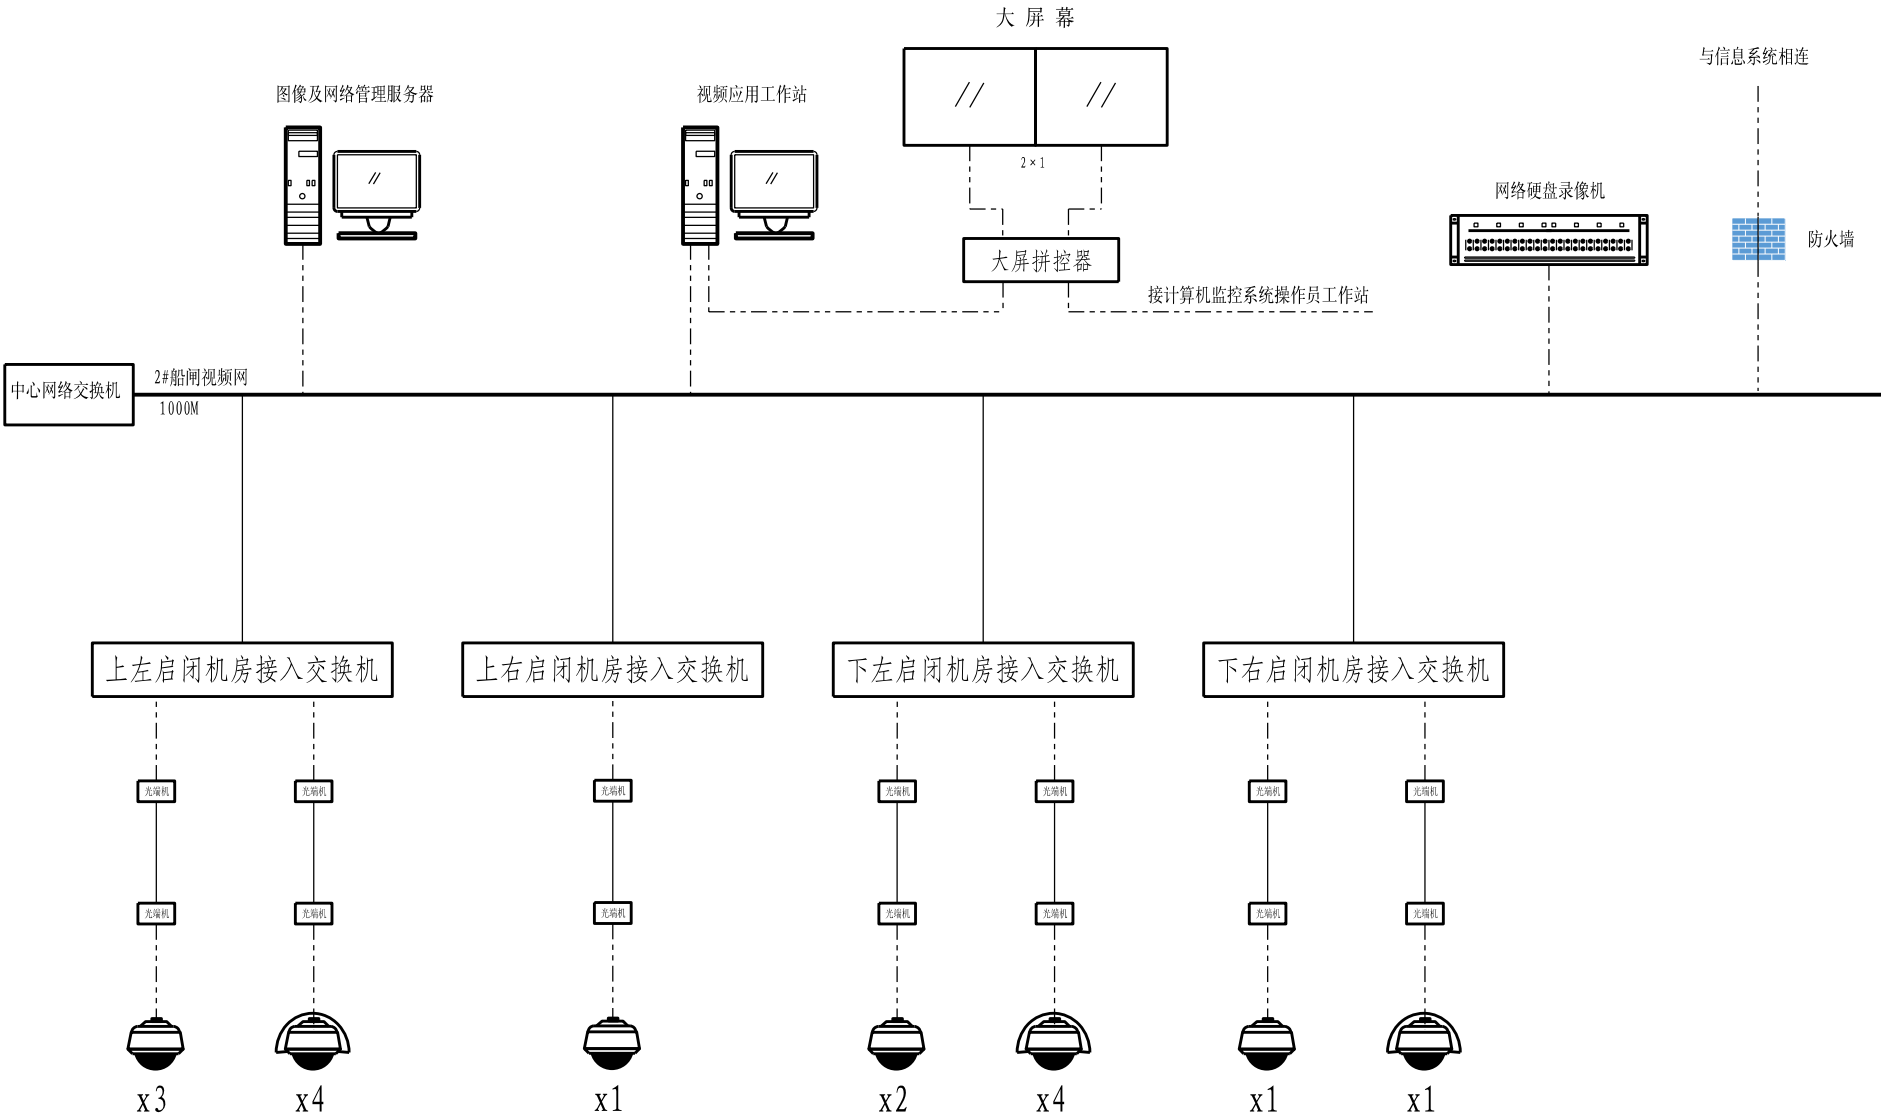 大屏幕
与信息系统相连
图像及网络管理服务器
视频应用工作站
2×1
网络硬盘录像机
防火墙
大屏拼控器
接计算机监控系统操作员工作站
中心网络交换机
2#船闸视频网
1000M
上左启闭机房接入交换机
上右启闭机房接入交换机
下左启闭机房接入交换机
下右启闭机房接入交换机
光端机
光端机
光端机
光端机
光端机
光端机
光端机
光端机
光端机
光端机
光端机
光端机
光端机
光端机
x3
x4
x1
x2
x4
x1
x1